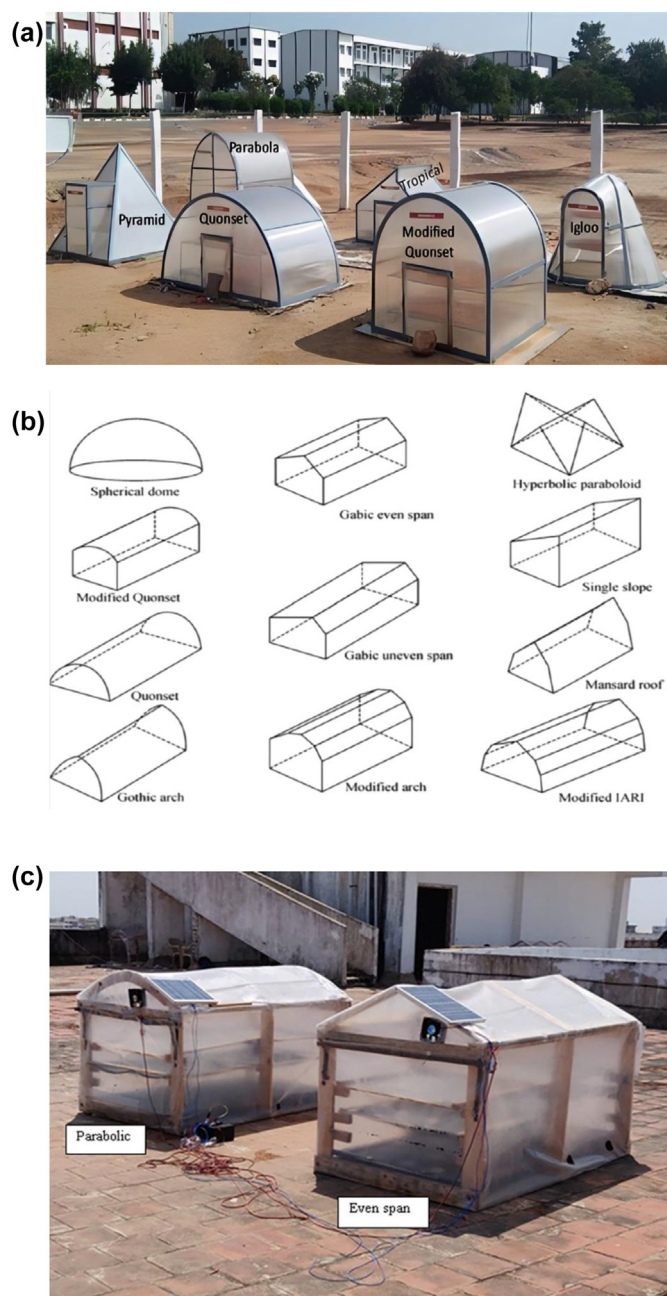 (a)
Parabola
Tropical
Pyramid
Quonset
Modified
Quonset
Igloo
(b)
Spherical dome
Gabic even span
Hyperbolic paraboloid
Modified Quonset
Single slope
Quonset
Gabic uneven span
Mansard roof
Gothic arch
Modified arch
Modified IARI
(c)
Parabolic
Even span